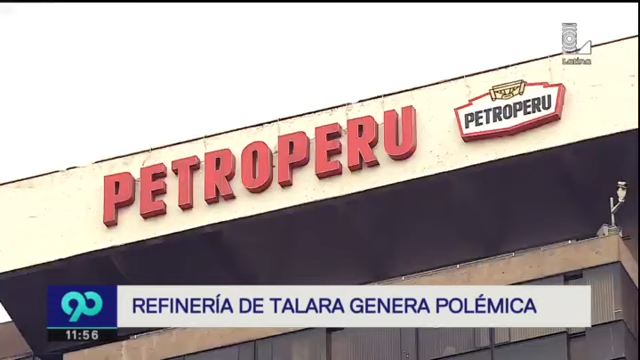 Latina
PETROPERU
PETROPERU
90
REFINERÍA DE TALARA GENERA POLÉMICA
11:56